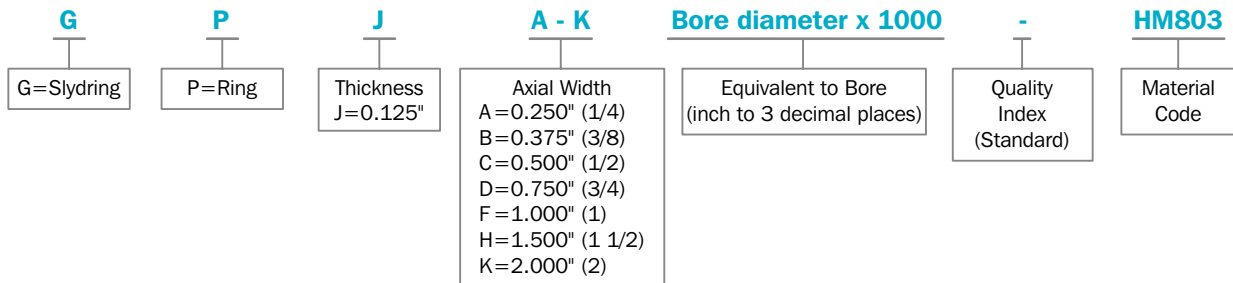 G P J A - K Bore diameter x 1000 - HM803
G=Slydring
P=Ring
Thickness
J=0.125"
Axial Width
A=0.250" (1/4)
B=0.375" (3/8)
C=0.500" (1/2)
D=0.750" (3/4)
F=1.000" (1)
H=1.500" (1 1/2)
K=2.000" (2)
Equivalent to Bore
(inch to 3 decimal places)
Quality
Index
(Standard)
Material
Code